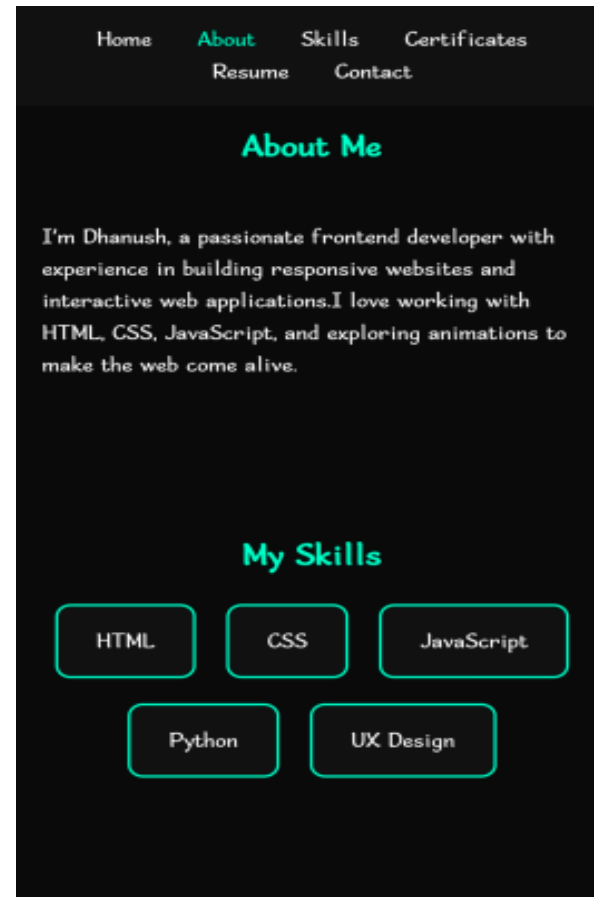 Home About Skills Certificates
Resume Contact
About Me
I'm Dhanush, a passionate frontend developer with
experience in building responsive websites and
interactive web applications.I love working with
HTML, CSS, JavaScript, and exploring animations to
make the web come alive.
My Skills
HTML CSS JavaScript
Python UX Design